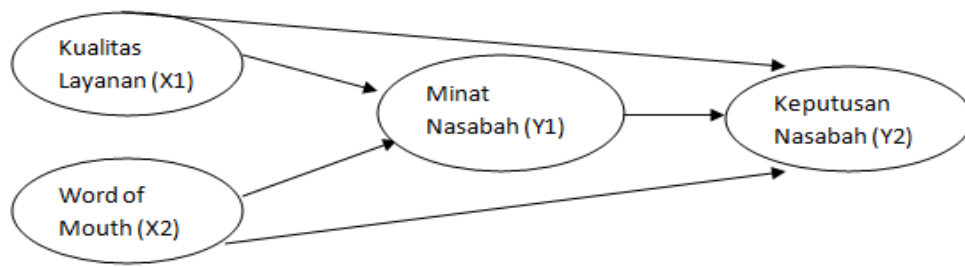 Kualitas
Layanan (X1)
Minat
Nasabah (Y1)
Keputusan
Nasabah (Y2)
Word of
Mouth (X2)